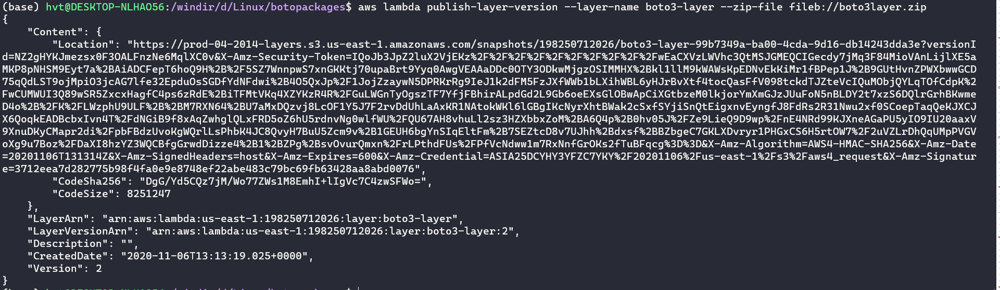 (base) hvt@DESKTOP-NLHAO56:/windir/d/Linux/botopackages$ aws lambda publish-layer-version --layer-name boto3-layer --zip-file fileb://boto3layer.zip
{
    "Content": {
        "Location": "https://prod-04-2014-layers.s3.us-east-1.amazonaws.com/snapshots/198250712026/boto3-layer-99b7349a-ba00-4cda-9d16-db14243dda3e?versionI
d=NZ2gHYKJmezsx0F3OALFnzNe6MqlXC0v&X-Amz-Security-Token=IQoJb3JpZ2luX2VjEKz%2F%2F%2F%2F%2F%2F%2F%2F%2F%2FwEaCXVzLWVhc3QtMSJGMEQCIGecdy7jMq3F84MioVAnLijlXE5a
MKP8pNHSM9Eyt7a%2BAiADCFepT6hoQ9H%2B%2F5SZ7WnnpwS7xnGKKtj70upaBrt9Yyq0AwgVEAAaDDc0OTY3ODkwMjgzOSIMMHX%2Bkl1llM9kWAWsKpEDNvEkKiMr1fBPep1J%2B9GUtHvnZPWXbwwGCD
75qQdLST9ojMpiO3jcAG7lfe32EpduOsSGDfYdNFdwi%2B4O5QxJp%2F1JojZzaywN5DPRKrRg9IeJ1k2dFM5FzJXfWWb1bLXihWBL6yHJrBvXtf4tocQasFfV098tckdTJZteVcIQuMObjQYLqTOfCdpK%2
FwCUMWUI3Q89wSR5ZxcxHagfC4ps6zRdE%2BiTFMtVKq4XZYKzR4R%2FGuLWGnTyOgszTF7YfjFBhirALpdGd2L9Gb6oeEXsGlOBwApCiXGtbzeM0lkjorYmXmGJzJUuFoN5nBLDY2t7xzS6DQlrGrhBKwme
D4o%2B%2FK%2FLWzphU9ULF%2B%2BM7RXN64%2BU7aMxDQzvj8LcOF1Y5J7F2rvDdUhLaAxKR1NAtokWKl6lGBgIKcNyrXhtBWak2cSxfSYjiSnQtEigxnvEyngfJ8FdRs2R31Nwu2xf0SCoepTaqQeKJXCJ
X6QoqkEADBcbxIvn4T%2FdNGiB9f8xAqZwhglQLxFRD5oZ6hU5rdnvNg0wlfWU%2FQU67AH8vhuLl2sz3HZXbbxZoM%2BA6Q4p%2B0hv05J%2FZe9LieQ9D9wp%2FnE4NRd99KJXneAGaPU5yIO9IU20aaxV
9XnuDKyCMapr2di%2FpbFBdzUvoKgWQrlLsPhbK4JC8QvyH7BuU5Zcm9v%2B1GEUH6bgYnSIqEltFm%2B7SEZtcD8v7UJhh%2Bdxsf%2BBZbgeC7GKLXDvryr1PHGxCS6H5rtOW7%2F2uVZLrDhQqUMpPVGV
oXg9u7Boz%2FDaXI8hzYZ3WQCBfgGrwdDizze4%2B1%2BZPg%2BsvOvurQmxn%2FrLPthdFUs%2FPfVcNdww1m7RxNnfGrOKs2fTuBFqcg%3D%3D&X-Amz-Algorithm=AWS4-HMAC-SHA256&X-Amz-Date
=20201106T131314Z&X-Amz-SignedHeaders=host&X-Amz-Expires=600&X-Amz-Credential=ASIA25DCYHY3YFZC7YKY%2F20201106%2Fus-east-1%2Fs3%2Faws4_request&X-Amz-Signatur
e=3712eea7d282775b98f4fa0e9e8748ef22abe483c79bc69fb63428aa8abd0076",
        "CodeSha256": "DgG/Yd5CQz7jM/Wo77ZWs1M8EmhI+lIgVc7C4zwSFWo=",
        "CodeSize": 8251247
    },
    "LayerArn": "arn:aws:lambda:us-east-1:198250712026:layer:boto3-layer",
    "LayerVersionArn": "arn:aws:lambda:us-east-1:198250712026:layer:boto3-layer:2",
    "Description": "",
    "CreatedDate": "2020-11-06T13:13:19.025+0000",
    "Version": 2
}